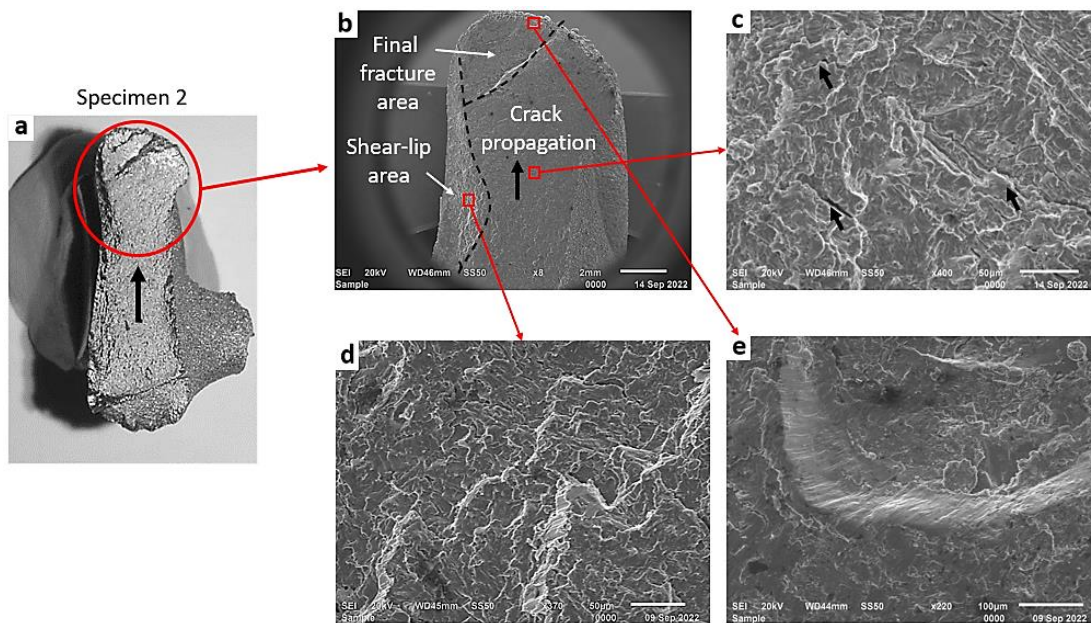 Specimen 2
a
b
Final
fracture
area
Crack
propagation
Shear-lip
area
SEI 20kV WD46mm SS50 x8 2mm
Sample 0000 14 Sep 2022
c
SEI 20kV WD46mm SS50 x400 50µm
Sample 0000 14 Sep 2022
d
SEI 20kV WD45mm SS50 x370 50µm
Sample 10000 09 Sep 2022
e
SEI 20kV WD44mm SS50 x220 100µm
Sample 0000 09 Sep 2022